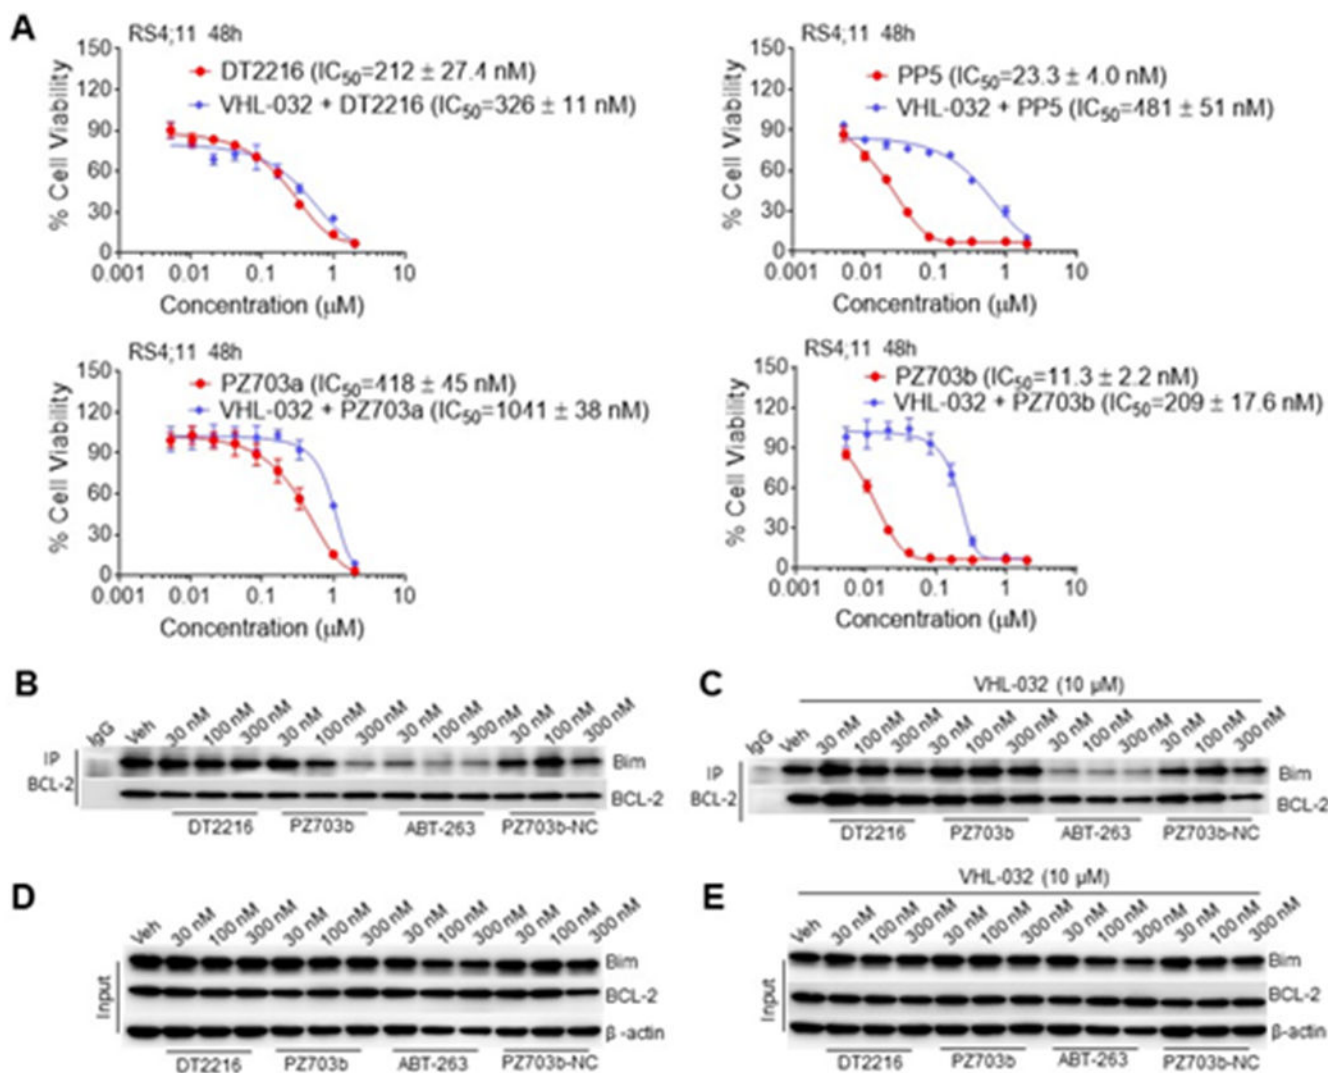 A
RS4;11 48h
DT2216 (IC50=212 ± 27.4 nM)
VHL-032 + DT2216 (IC50=326 ± 11 nM)
% Cell Viability
150
120
90
60
30
0
0.001 0.01 0.1 1 10
Concentration (µM)
RS4;11 48h
PP5 (IC50=23.3 ± 4.0 nM)
VHL-032 + PP5 (IC50=481 ± 51 nM)
% Cell Viability
150
120
90
60
30
0
0.001 0.01 0.1 1 10
Concentration (µM)
RS4;11 48h
PZ703a (IC50=418 ± 45 nM)
VHL-032 + PZ703a (IC50=1041 ± 38 nM)
% Cell Viability
150
120
90
60
30
0
0.001 0.01 0.1 1 10
Concentration (µM)
RS4;11 48h
PZ703b (IC50=11.3 ± 2.2 nM)
VHL-032 + PZ703b (IC50=209 ± 17.6 nM)
% Cell Viability
150
120
90
60
30
0
0.001 0.01 0.1 1 10
Concentration (µM)
B
IgG Veh 30 nM 100 nM 300 nM 30 nM 100 nM 300 nM 30 nM 100 nM 300 nM 30 nM 100 nM 300 nM
IP
BCL-2
Bim
BCL-2
DT2216 PZ703b ABT-263 PZ703b-NC
C
VHL-032 (10 µM)
IgG Veh 30 nM 100 nM 300 nM 30 nM 100 nM 300 nM 30 nM 100 nM 300 nM 30 nM 100 nM 300 nM
IP
BCL-2
Bim
BCL-2
DT2216 PZ703b ABT-263 PZ703b-NC
D
Veh 30 nM 100 nM 300 nM 30 nM 100 nM 300 nM 30 nM 100 nM 300 nM 30 nM 100 nM 300 nM
Input
Bim
BCL-2
β-actin
DT2216 PZ703b ABT-263 PZ703b-NC
E
VHL-032 (10 µM)
Veh 30 nM 100 nM 300 nM 30 nM 100 nM 300 nM 30 nM 100 nM 300 nM 30 nM 100 nM 300 nM
Input
Bim
BCL-2
β-actin
DT2216 PZ703b ABT-263 PZ703b-NC